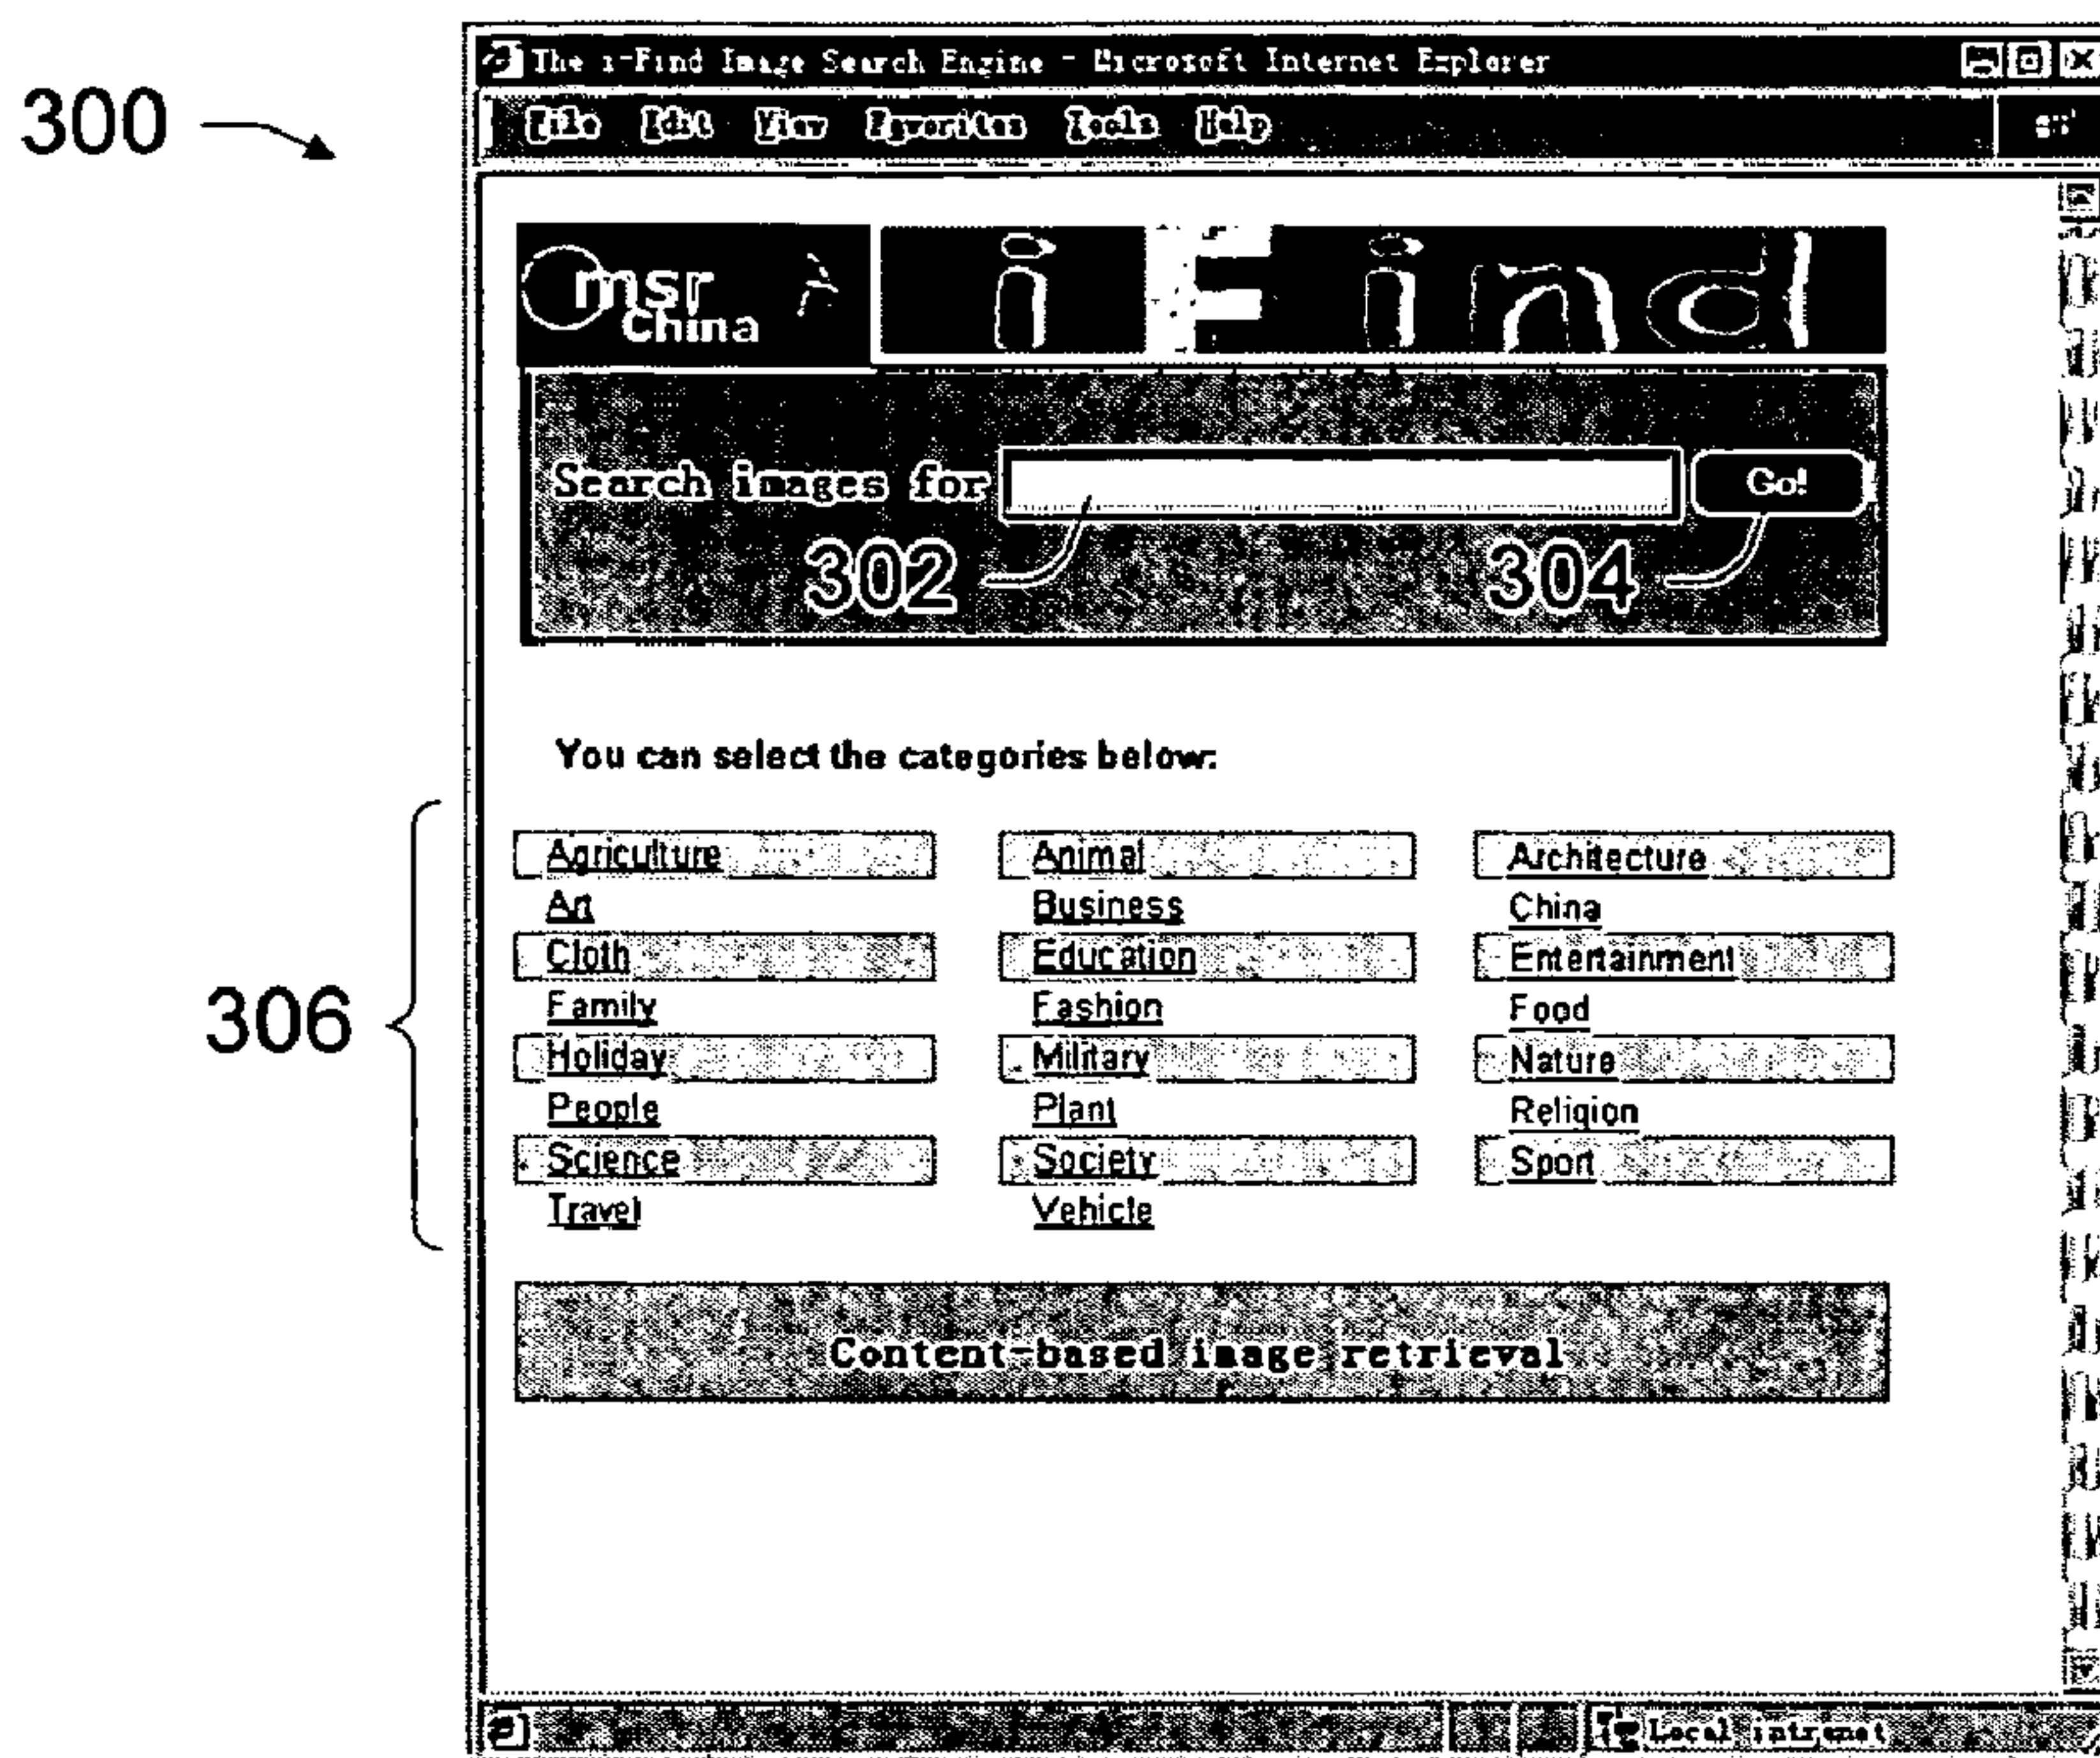 300
The i-Find Image Search Engine - Microsoft Internet Explorer
File Edit View Favorites Tools Help
msr
China
i Find
Search images for Go!
302 304
You can select the categories below:
306
Agriculture Animal Architecture
Art Business China
Cloth Education Entertainment
Family Fashion Food
Holiday Military Nature
People Plant Religion
Science Society Sport
Travel Vehicle
Content-based image retrieval
Local intranet